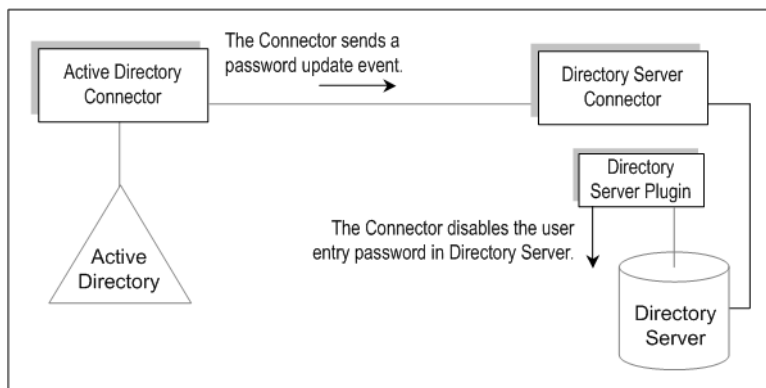 The Connector sends a
password update event.
Active Directory
Connector
Directory Server
Connector
Directory
Server Plugin
The Connector disables the user
entry password in Directory Server.
Active
Directory
Directory
Server